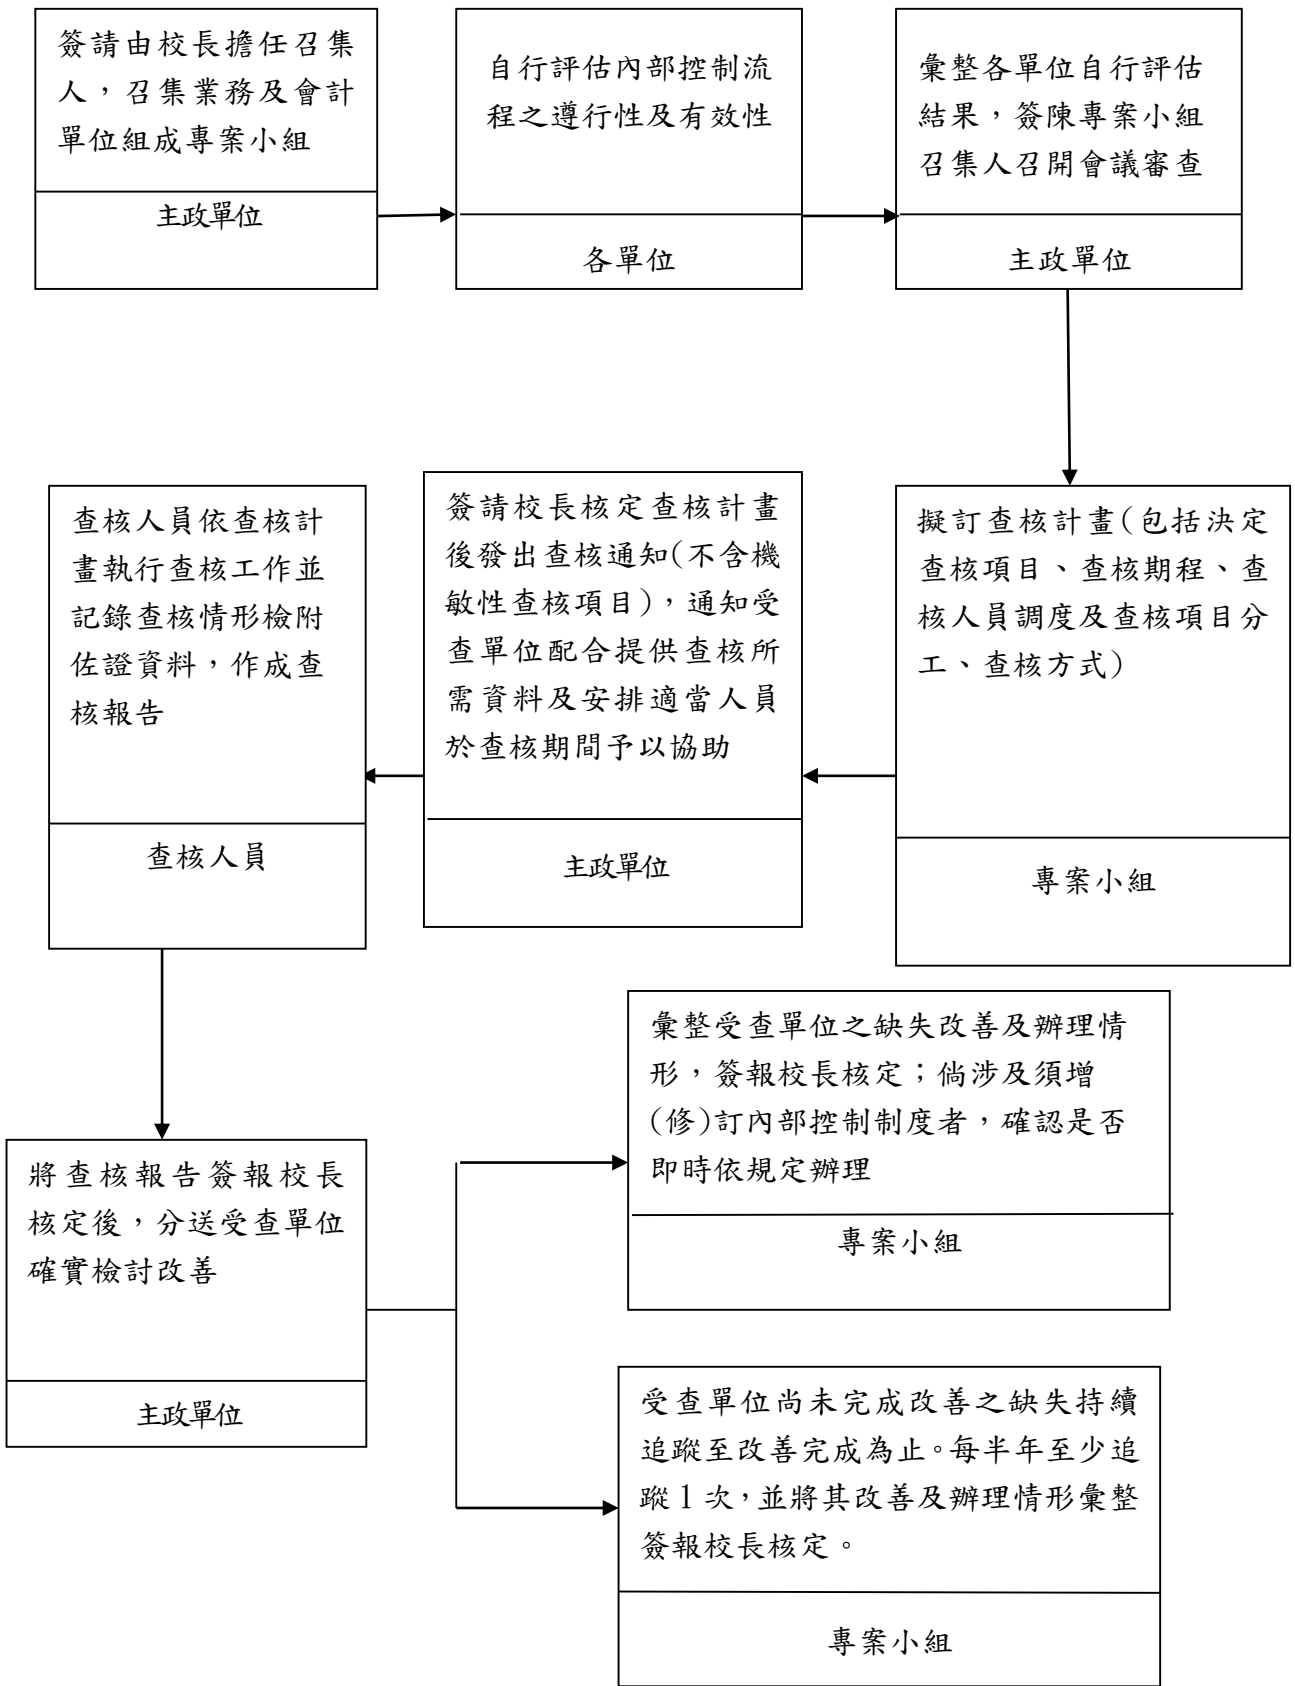 簽請由校長擔任召集
人，召集業務及會計
單位組成專案小組
主政單位
自行評估內部控制流
程之遵行性及有效性
各單位
彙整各單位自行評估
結果，簽陳專案小組
召集人召開會議審查
主政單位
擬訂查核計畫(包括決定
查核項目、查核期程、查
核人員調度及查核項目分
工、查核方式)
專案小組
簽請校長核定查核計畫
後發出查核通知(不含機
敏性查核項目)，通知受
查單位配合提供查核所
需資料及安排適當人員
於查核期間予以協助
主政單位
查核人員依查核計
畫執行查核工作並
記錄查核情形檢附
佐證資料，作成查
核報告
查核人員
將查核報告簽報校長
核定後，分送受查單位
確實檢討改善
主政單位
彙整受查單位之缺失改善及辦理情
形，簽報校長核定；倘涉及須增
(修)訂內部控制制度者，確認是否
即時依規定辦理
專案小組
受查單位尚未完成改善之缺失持續
追蹤至改善完成為止。每半年至少追
蹤1次，並將其改善及辦理情形彙整
簽報校長核定。
專案小組